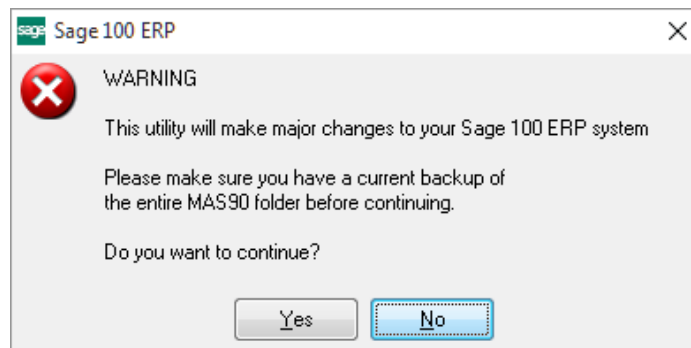 sage Sage 100 ERP
WARNING
This utility will make major changes to your Sage 100 ERP system
Please make sure you have a current backup of
the entire MAS90 folder before continuing.
Do you want to continue?
Yes No